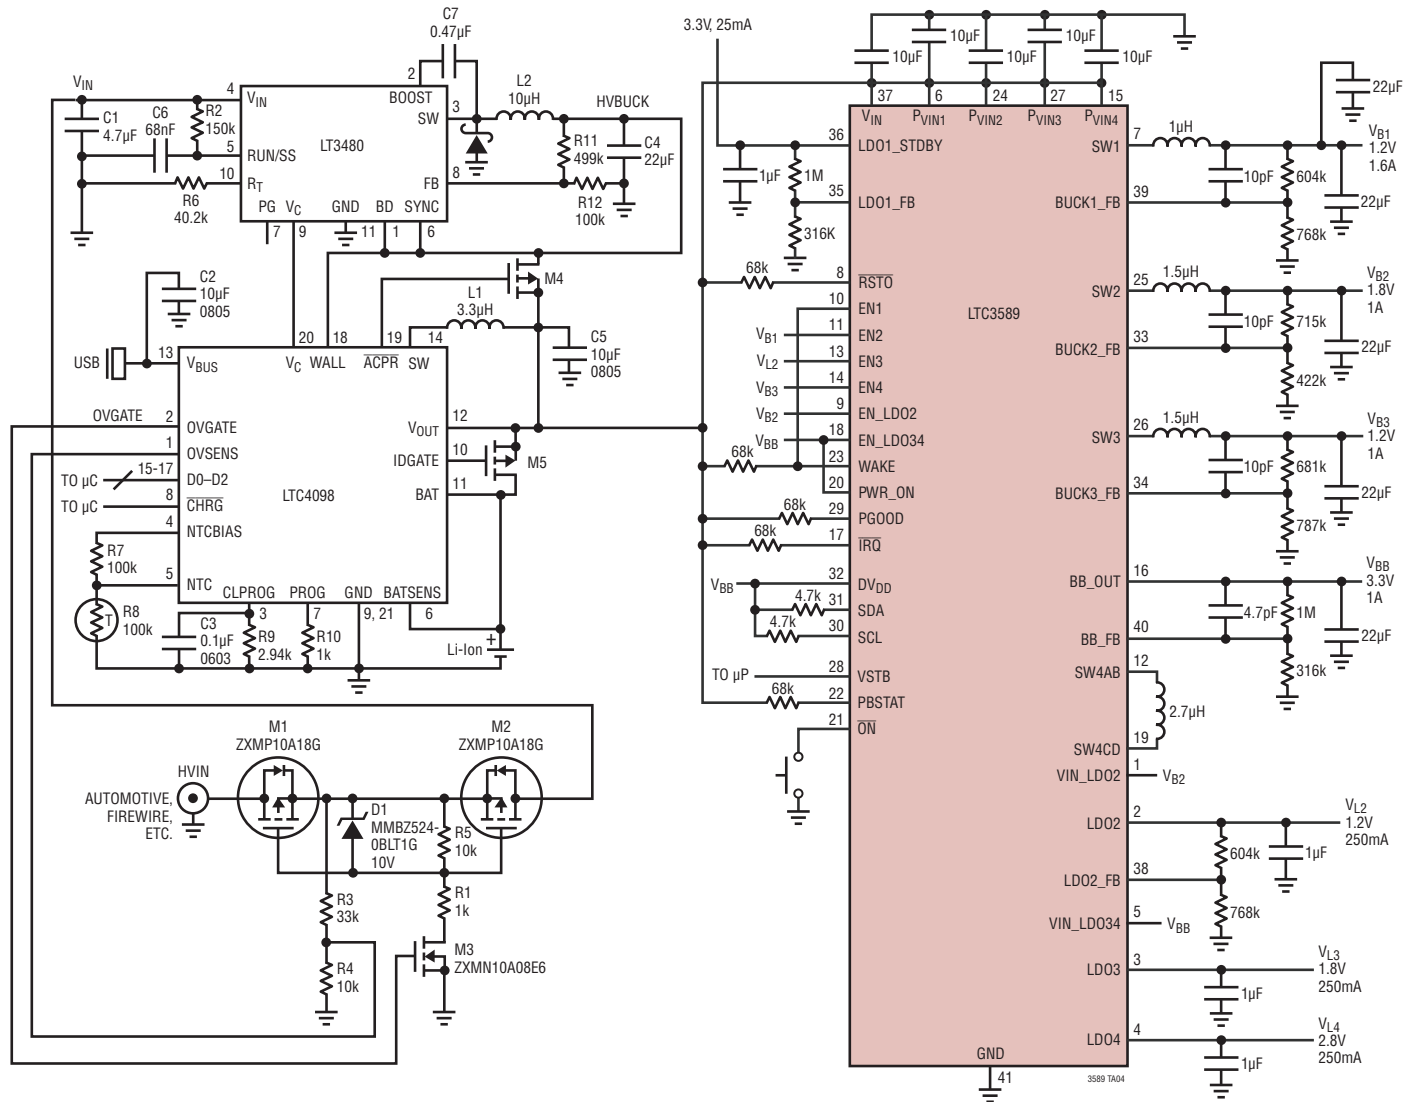 C7
0.47µF
VIN
C1
4.7µF
C6
68nF
R2
150k
4
VIN
5
RUN/SS
10
RT
R6
40.2k
LT3480
2
BOOST
3
SW
8
FB
PG
VC
GND
BD
SYNC
7
9
11
1
6
L2
10µH
HVBUCK
R11
499k
C4
22µF
R12
100k
M4
L1
3.3µH
C5
10µF
0805
C2
10µF
0805
USB
13
VBUS
20
18
19
14
VC
WALL
ACPR
SW
OVGATE
2
OVGATE
1
OVSENS
TO µC
15-17
D0–D2
TO µC
8
CHRG
4
NTCBIAS
5
NTC
LTC4098
12
VOUT
10
IDGATE
M5
11
BAT
R7
100k
T
R8
100k
CLPROG
PROG
GND
BATSENS
3
7
9, 21
6
C3
0.1µF
0603
R9
2.94k
R10
1k
Li-Ion
+
HVIN
AUTOMOTIVE,
FIREWIRE,
ETC.
M1
ZXMP10A18G
M2
ZXMP10A18G
D1
MMBZ524-
0BLT1G
10V
R5
10k
R3
33k
R1
1k
R4
10k
M3
ZXMN10A08E6
3.3V, 25mA
10µF
10µF
10µF
10µF
10µF
37
6
24
27
15
VIN
PVIN1
PVIN2
PVIN3
PVIN4
LTC3589
36
LDO1_STDBY
1µF
1M
35
LDO1_FB
316K
68k
8
RSTO
10
EN1
VB1
11
EN2
VL2
13
EN3
VB3
14
EN4
VB2
9
EN_LDO2
VBB
18
EN_LDO34
68k
23
WAKE
20
PWR_ON
68k
29
PGOOD
68k
17
IRQ
VBB
32
DVDD
4.7k
31
SDA
4.7k
30
SCL
TO µP
28
VSTB
68k
22
PBSTAT
21
ON
GND
41
SW1
7
1µH
22µF
VB1
1.2V
1.6A
10pF
604k
22µF
BUCK1_FB
39
768k
SW2
25
1.5µH
VB2
1.8V
1A
10pF
715k
22µF
BUCK2_FB
33
422k
SW3
26
1.5µH
VB3
1.2V
1A
10pF
681k
22µF
BUCK3_FB
34
787k
BB_OUT
16
VBB
3.3V
1A
4.7pF
1M
22µF
BB_FB
40
316k
SW4AB
12
2.7µH
SW4CD
19
VIN_LDO2
1
VB2
LDO2
2
VL2
1.2V
250mA
604k
1µF
LDO2_FB
38
768k
VIN_LDO34
5
VBB
LDO3
3
VL3
1.8V
250mA
1µF
LDO4
4
VL4
2.8V
250mA
1µF
3589 TA04